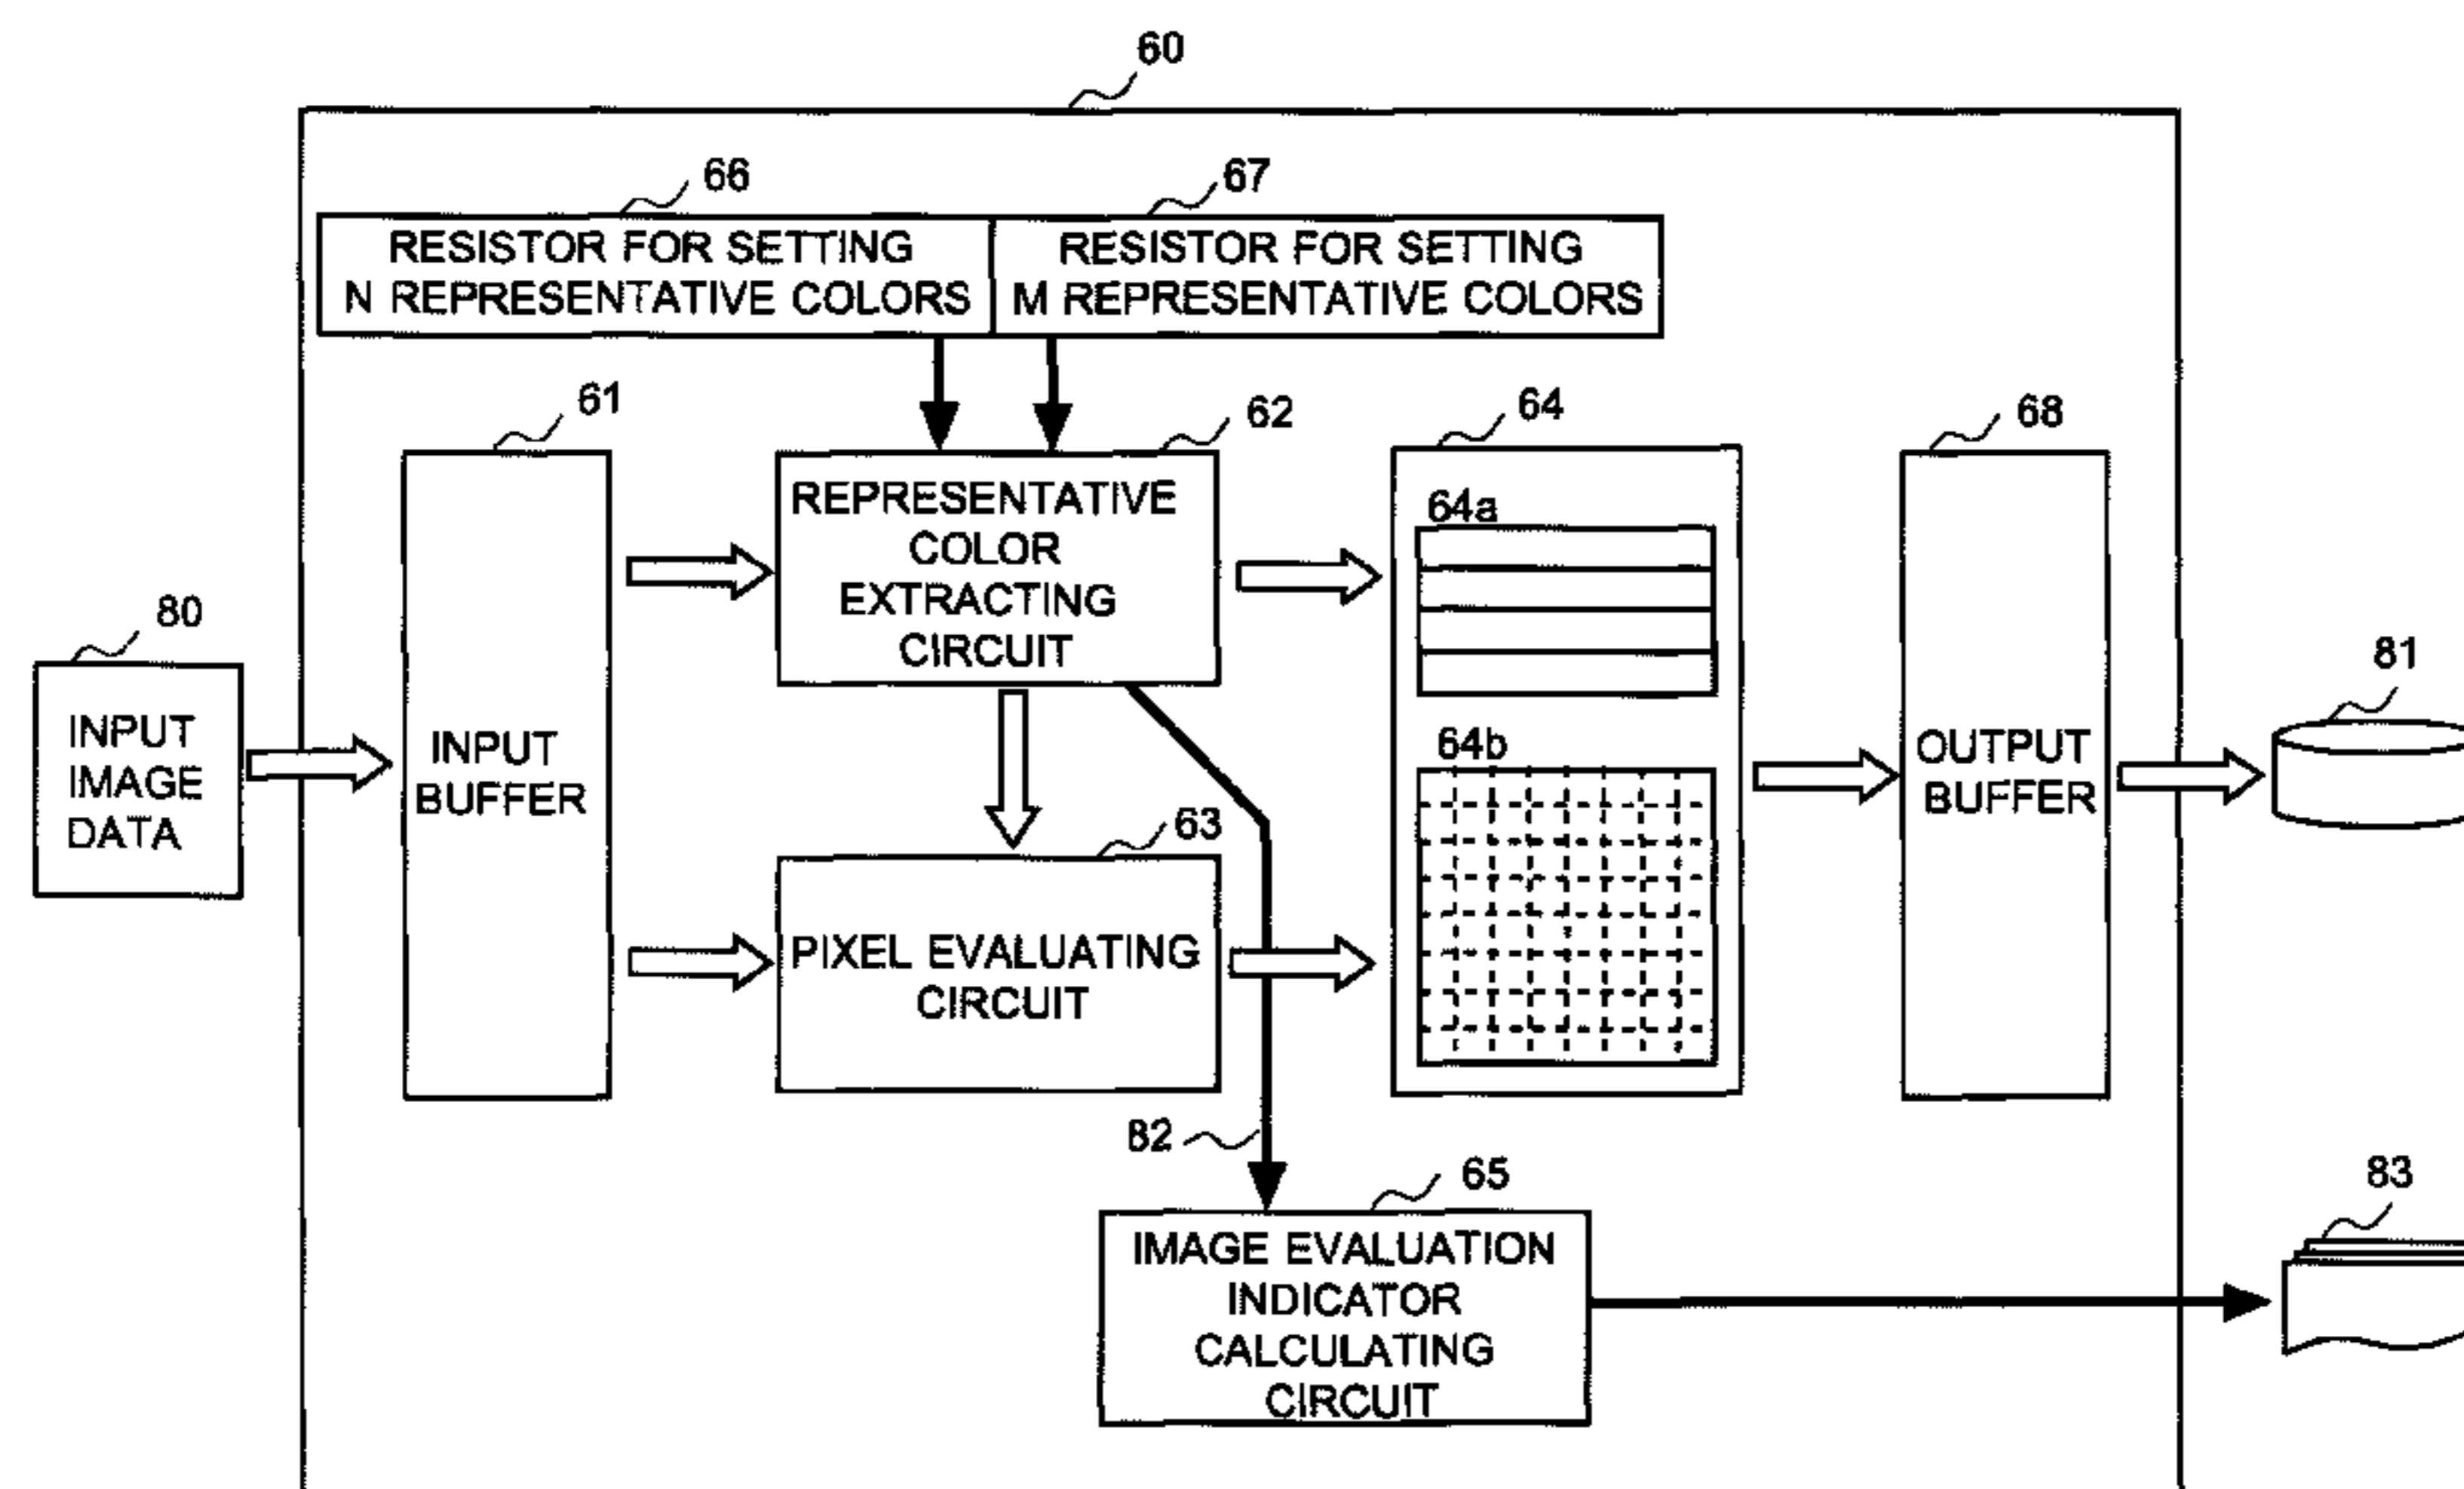 60
66
67
RESISTOR FOR SETTING
N REPRESENTATIVE COLORS
RESISTOR FOR SETTING
M REPRESENTATIVE COLORS
61
62
64
68
REPRESENTATIVE
COLOR
EXTRACTING
CIRCUIT
64a
80
81
INPUT
IMAGE
DATA
INPUT
BUFFER
64b
OUTPUT
BUFFER
63
PIXEL EVALUATING
CIRCUIT
82
65
83
IMAGE EVALUATION
INDICATOR
CALCULATING
CIRCUIT